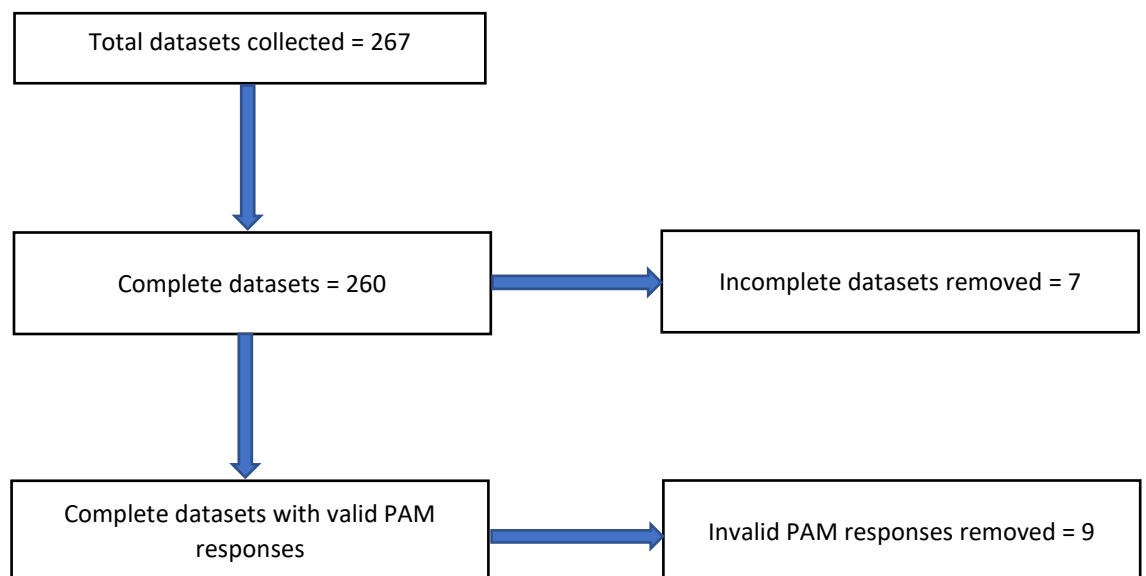 Total datasets collected = 267
Complete datasets = 260
Incomplete datasets removed = 7
Complete datasets with valid PAM
responses
Invalid PAM responses removed = 9